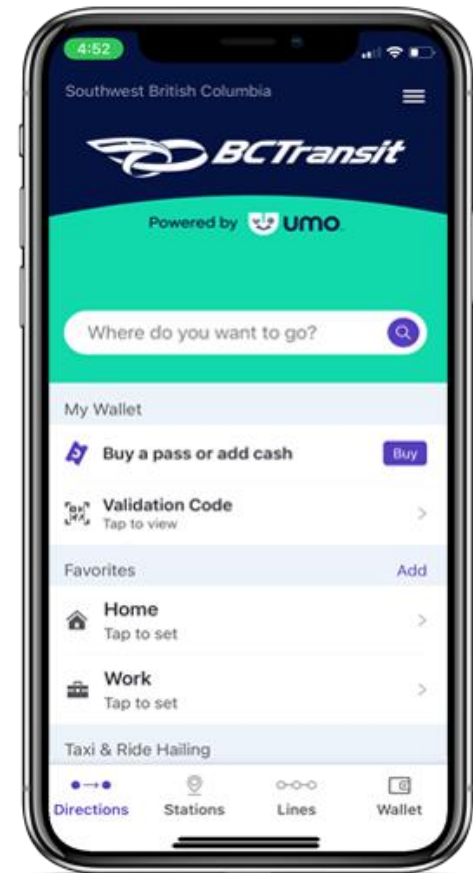 4:52
Southwest British Columbia
BCTransit
Powered by umo
Where do you want to go?
My Wallet
Buy a pass or add cash
Buy
Validation Code
Tap to view
Favorites
Add
Home
Tap to set
Work
Tap to set
Taxi & Ride Hailing
Directions
Stations
Lines
Wallet